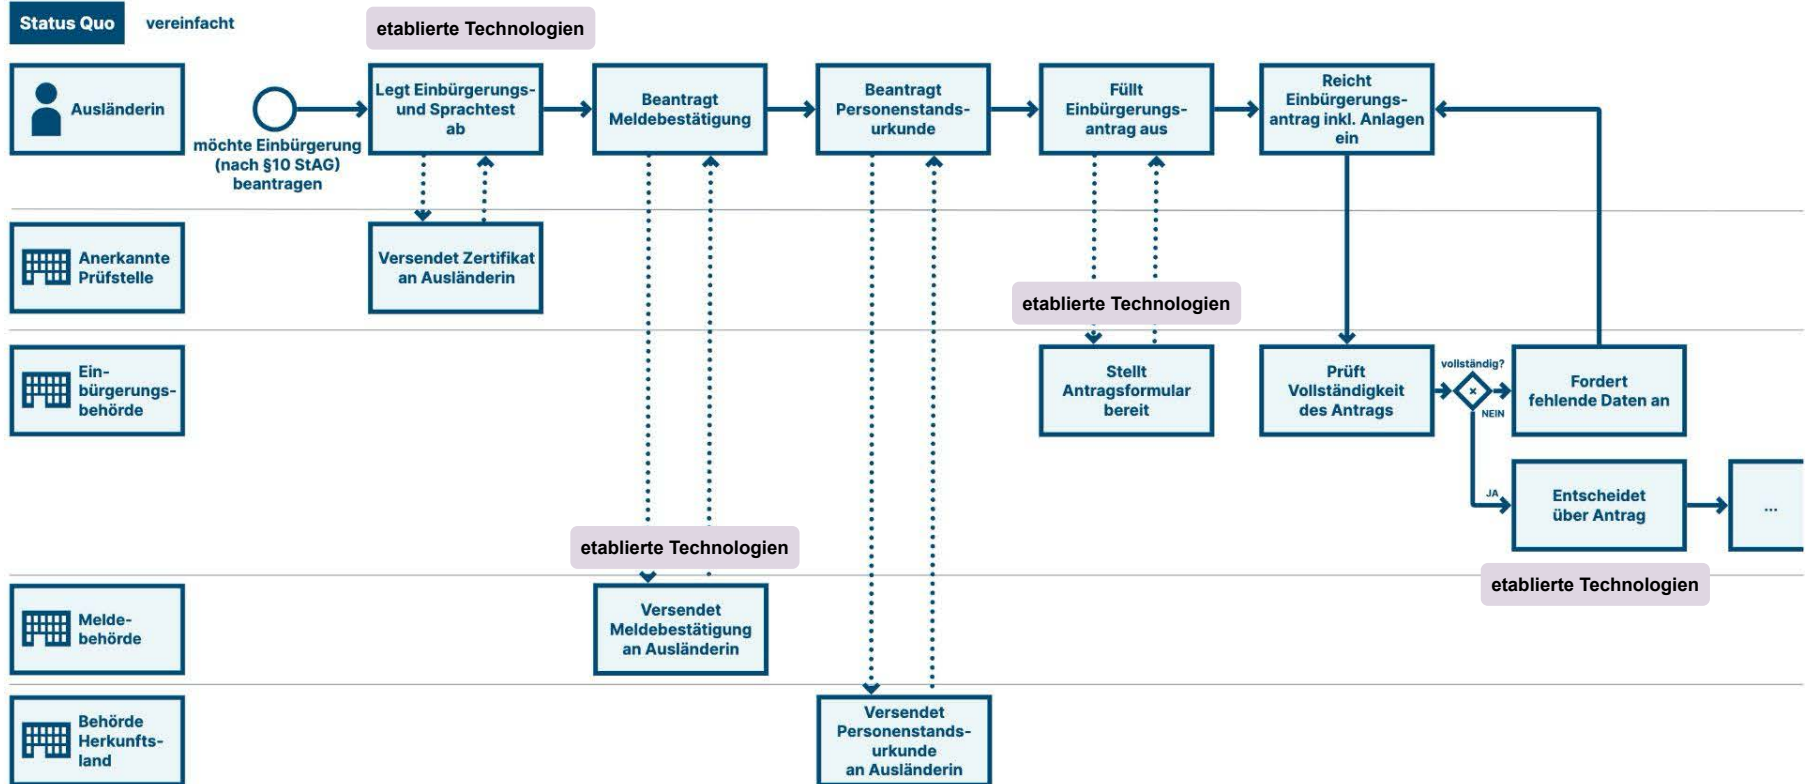 Status Quo
vereinfacht
etablierte Technologien
Ausländerin
möchte Einbürgerung
(nach §10 StAG)
beantragen
Legt Einbürgerungs-
und Sprachtest
ab
Beantragt
Meldebestätigung
Beantragt
Personenstands-
urkunde
Füllt
Einbürgerungs-
antrag aus
Reicht
Einbürgerungs-
antrag inkl. Anlagen
ein
Anerkannte
Prüfstelle
Versendet Zertifikat
an Ausländerin
etablierte Technologien
Ein-
bürgerungs-
behörde
Stellt
Antragsformular
bereit
Prüft
Vollständigkeit
des Antrags
vollständig?
NEIN
Fordert
fehlende Daten an
JA
Entscheidet
über Antrag
...
etablierte Technologien
etablierte Technologien
Melde-
behörde
Versendet
Meldebestätigung
an Ausländerin
Behörde
Herkunfts-
land
Versendet
Personenstands-
urkunde
an Ausländerin